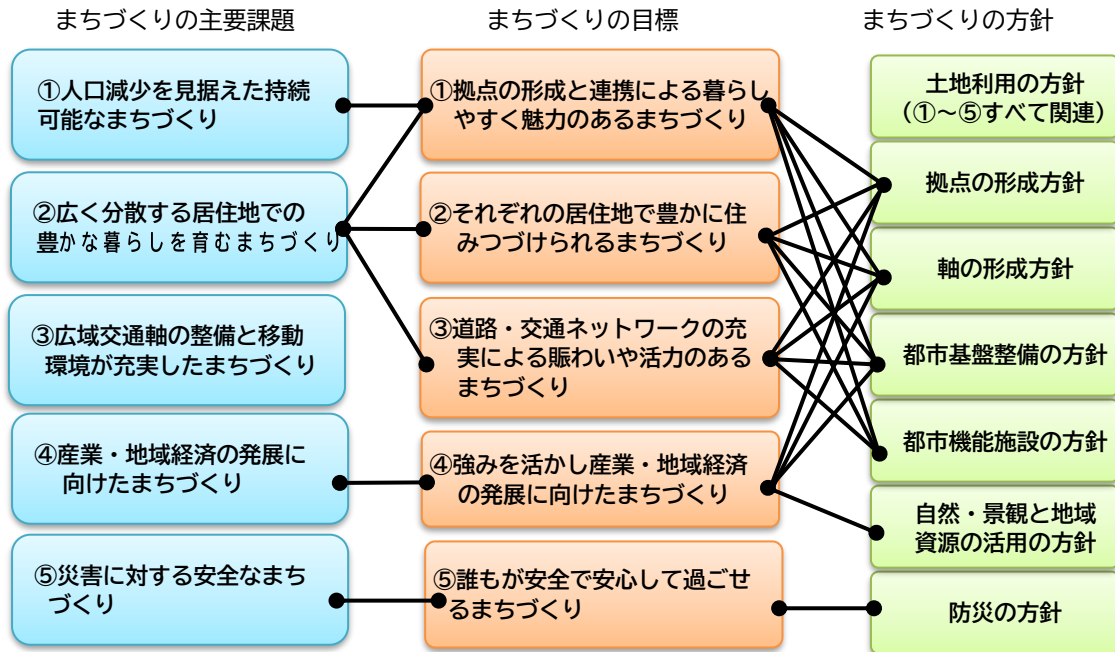 まちづくりの主要課題
まちづくりの目標
まちづくりの方針
①人口減少を見据えた持続
可能なまちづくり
②広く分散する居住地での
豊かな暮らしを育むまちづくり
③広域交通軸の整備と移動
環境が充実したまちづくり
④産業・地域経済の発展に
向けたまちづくり
⑤災害に対する安全なまち
づくり
①拠点の形成と連携による暮らし
やすく魅力のあるまちづくり
②それぞれの居住地で豊かに住
みつづけられるまちづくり
③道路・交通ネットワークの充
実による賑わいや活力のある
まちづくり
④強みを活かし産業・地域経済
の発展に向けたまちづくり
⑤誰もが安全で安心して過ごせ
るまちづくり
土地利用の方針
（①～⑤すべて関連）
拠点の形成方針
軸の形成方針
都市基盤整備の方針
都市機能施設の方針
自然・景観と地域
資源の活用の方針
防災の方針